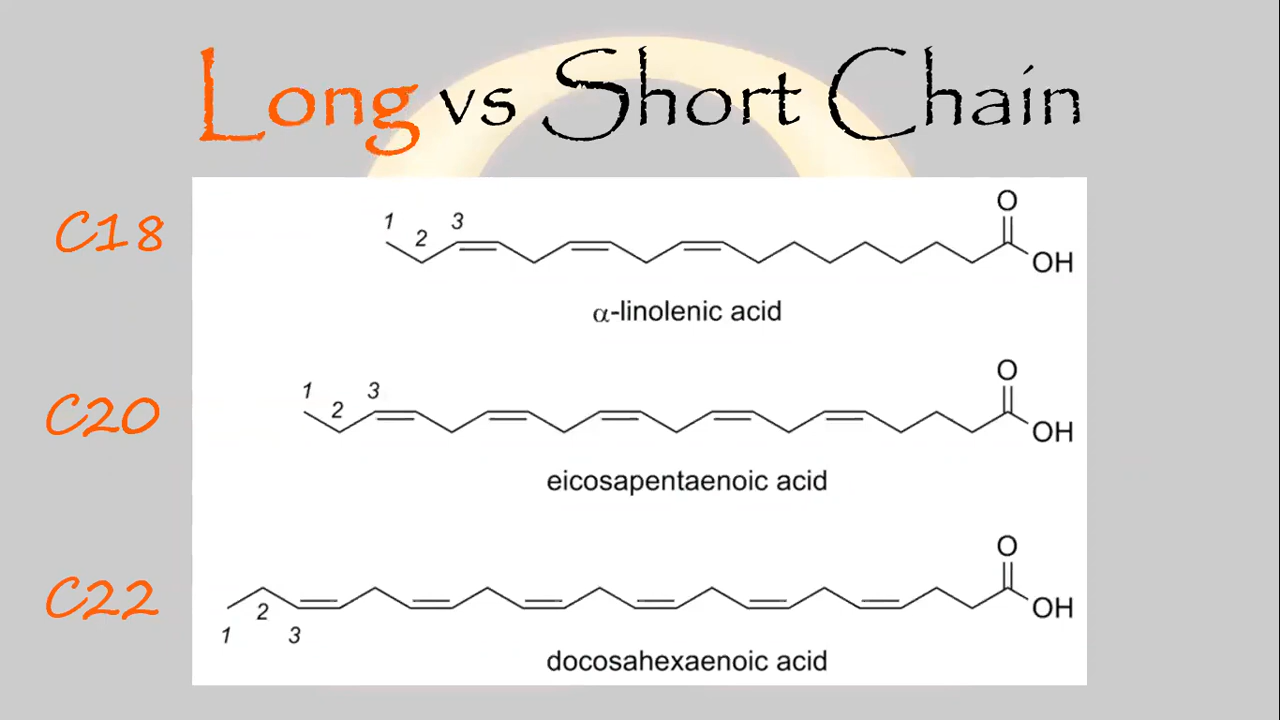 Long vs Short Chain
C18
1 2 3
O
OH
α-linolenic acid
C20
1 2 3
O
OH
eicosapentaenoic acid
C22
O
OH
1 2 3
docosahexaenoic acid